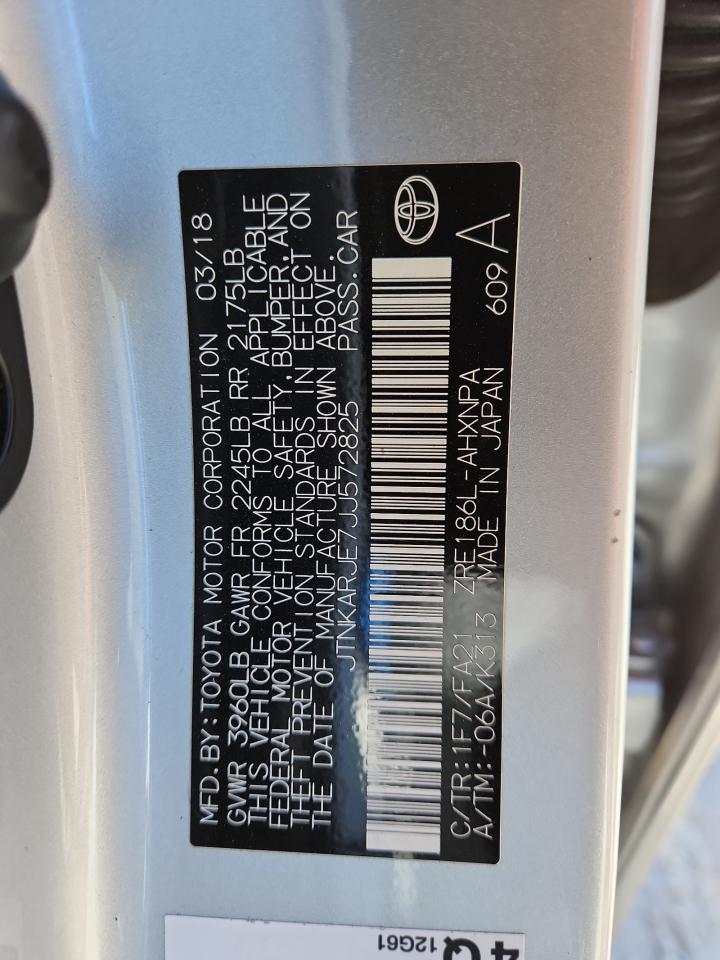 MFD.BY:TOYOTA MOTOR CORPORATION 03/18
GVWR 3960LB GAWR FR 2245LB RR 2175LB
THIS VEHICLE CONFORMS TO ALL APPLICABLE
FEDERAL MOTOR VEHICLE SAFETY, BUMPER, AND
THEFT PREVENTION STANDARDS IN EFFECT ON
THE DATE OF MANUFACTURE SHOWN ABOVE.
JTNKARJE7JJ572825 PASS.CAR
C/TR:1F7/FA21 ZRE186L-AHXNPA
A/TM:-06A/K313 MADE IN JAPAN 609 A
12G61
4Q